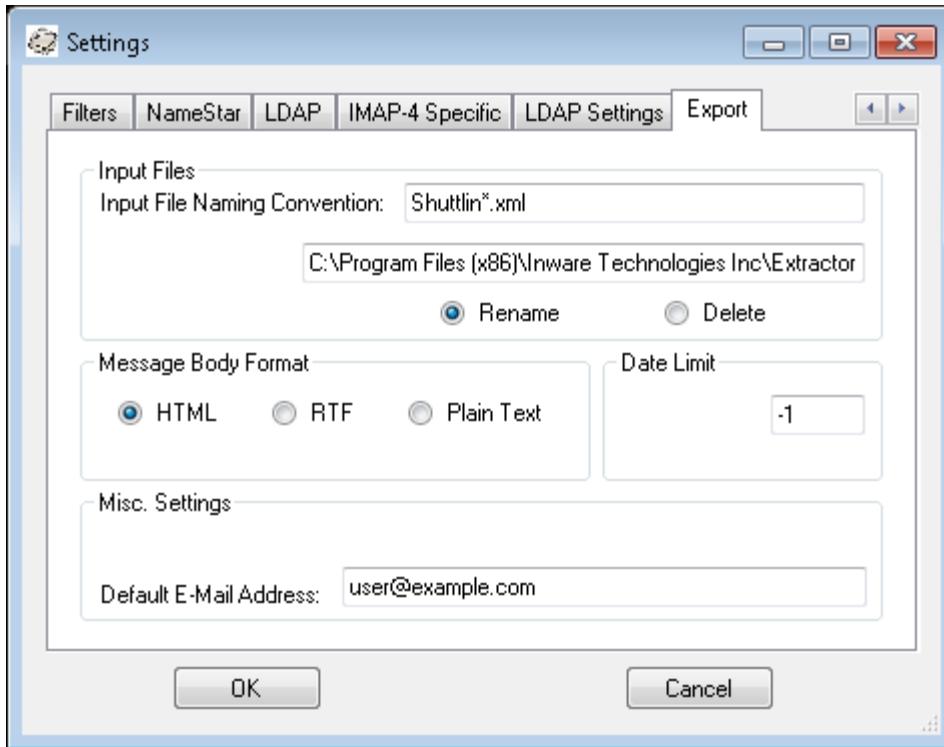 Settings
Filters NameStar LDAP IMAP-4 Specific LDAP Settings Export
Input Files
Input File Naming Convention: Shuttlin*.xml
C:\Program Files (x86)\Inware Technologies Inc\Extractor
Rename Delete
Message Body Format Date Limit
HTML RTF Plain Text -1
Misc. Settings
Default E-Mail Address: user@example.com
OK Cancel